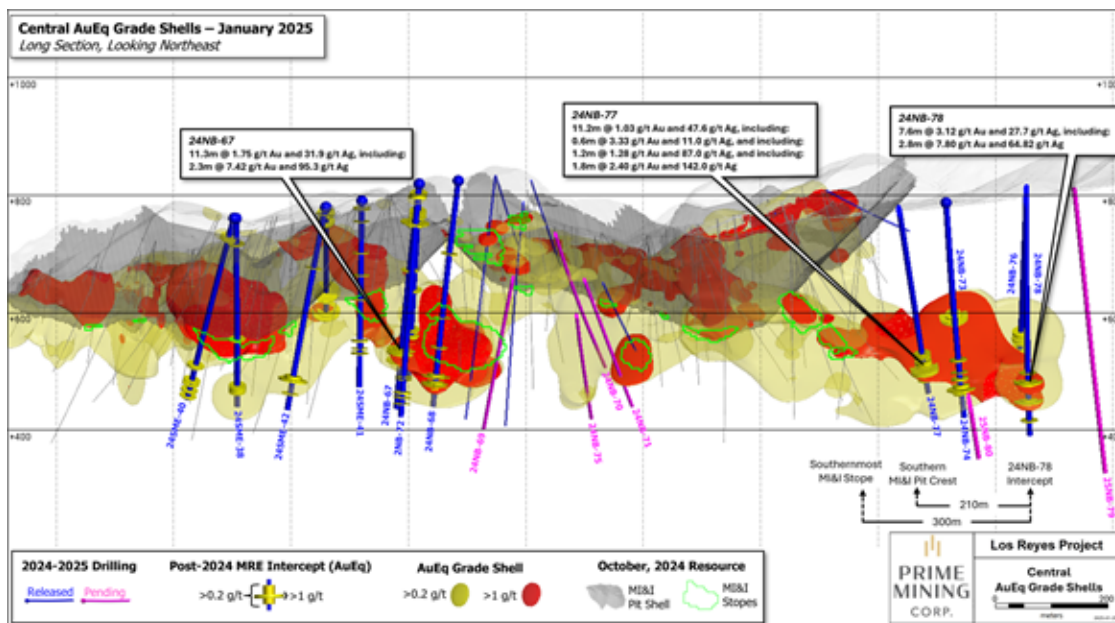 Central AuEq Grade Shells – January 2025
Long Section, Looking Northeast
+1000
+1000
24NB-67
11.3m @ 1.75 g/t Au and 31.9 g/t Ag, including:
2.3m @ 7.42 g/t Au and 95.3 g/t Ag
24NB-77
11.2m @ 1.03 g/t Au and 47.6 g/t Ag, including:
0.6m @ 3.33 g/t Au and 11.0 g/t Ag, and including:
1.2m @ 1.28 g/t Au and 87.0 g/t Ag, and including:
1.8m @ 2.40 g/t Au and 142.0 g/t Ag
24NB-78
7.6m @ 3.12 g/t Au and 27.7 g/t Ag, including:
2.8m @ 7.80 g/t Au and 64.82 g/t Ag
+800
+800
+600
+400
24SME-40
24SME-38
24SME-42
24SME-41
24NB-67
2NB-72
24NB-68
24NB-69
23NB-75
24NB-70
24NB-71
24NB-77
24NB-73
24NB-74
25NB-80
24NB-76
24NB-78
25NB-79
Southernmost
MI&I Stope
Southern
MI&I Pit Crest
24NB-78
Intercept
210m
300m
2024-2025 Drilling
Released
Pending
Post-2024 MRE Intercept (AuEq)
>0.2 g/t
>1 g/t
AuEq Grade Shell
>0.2 g/t
>1 g/t
October, 2024 Resource
MI&I
Pit Shell
MI&I
Stopes
PRIME
MINING
CORP.
Los Reyes Project
Central
AuEq Grade Shells
0
200
meters